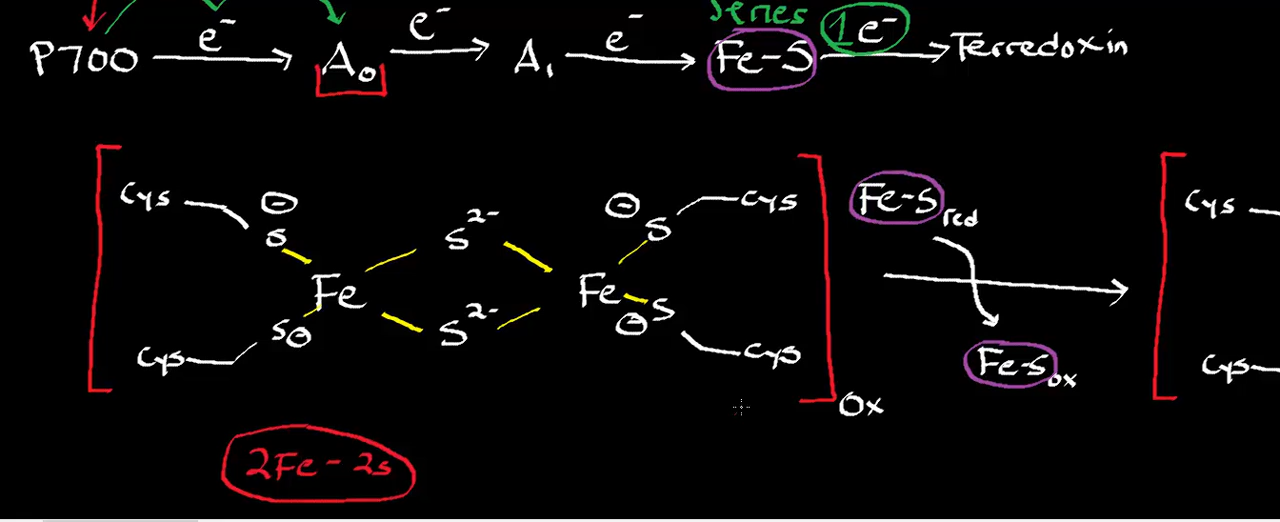 Series
P700 e⁻ A₀ e⁻ A₁ e⁻ Fe-S 1e⁻ Ferredoxin
Cys ⊖ S S²⁻ ⊖ S Cys Fe-S red Cys
Fe Fe
Cys S⊖ S²⁻ ⊖ S Cys Fe-S ox Cys
Ox
2Fe-2s